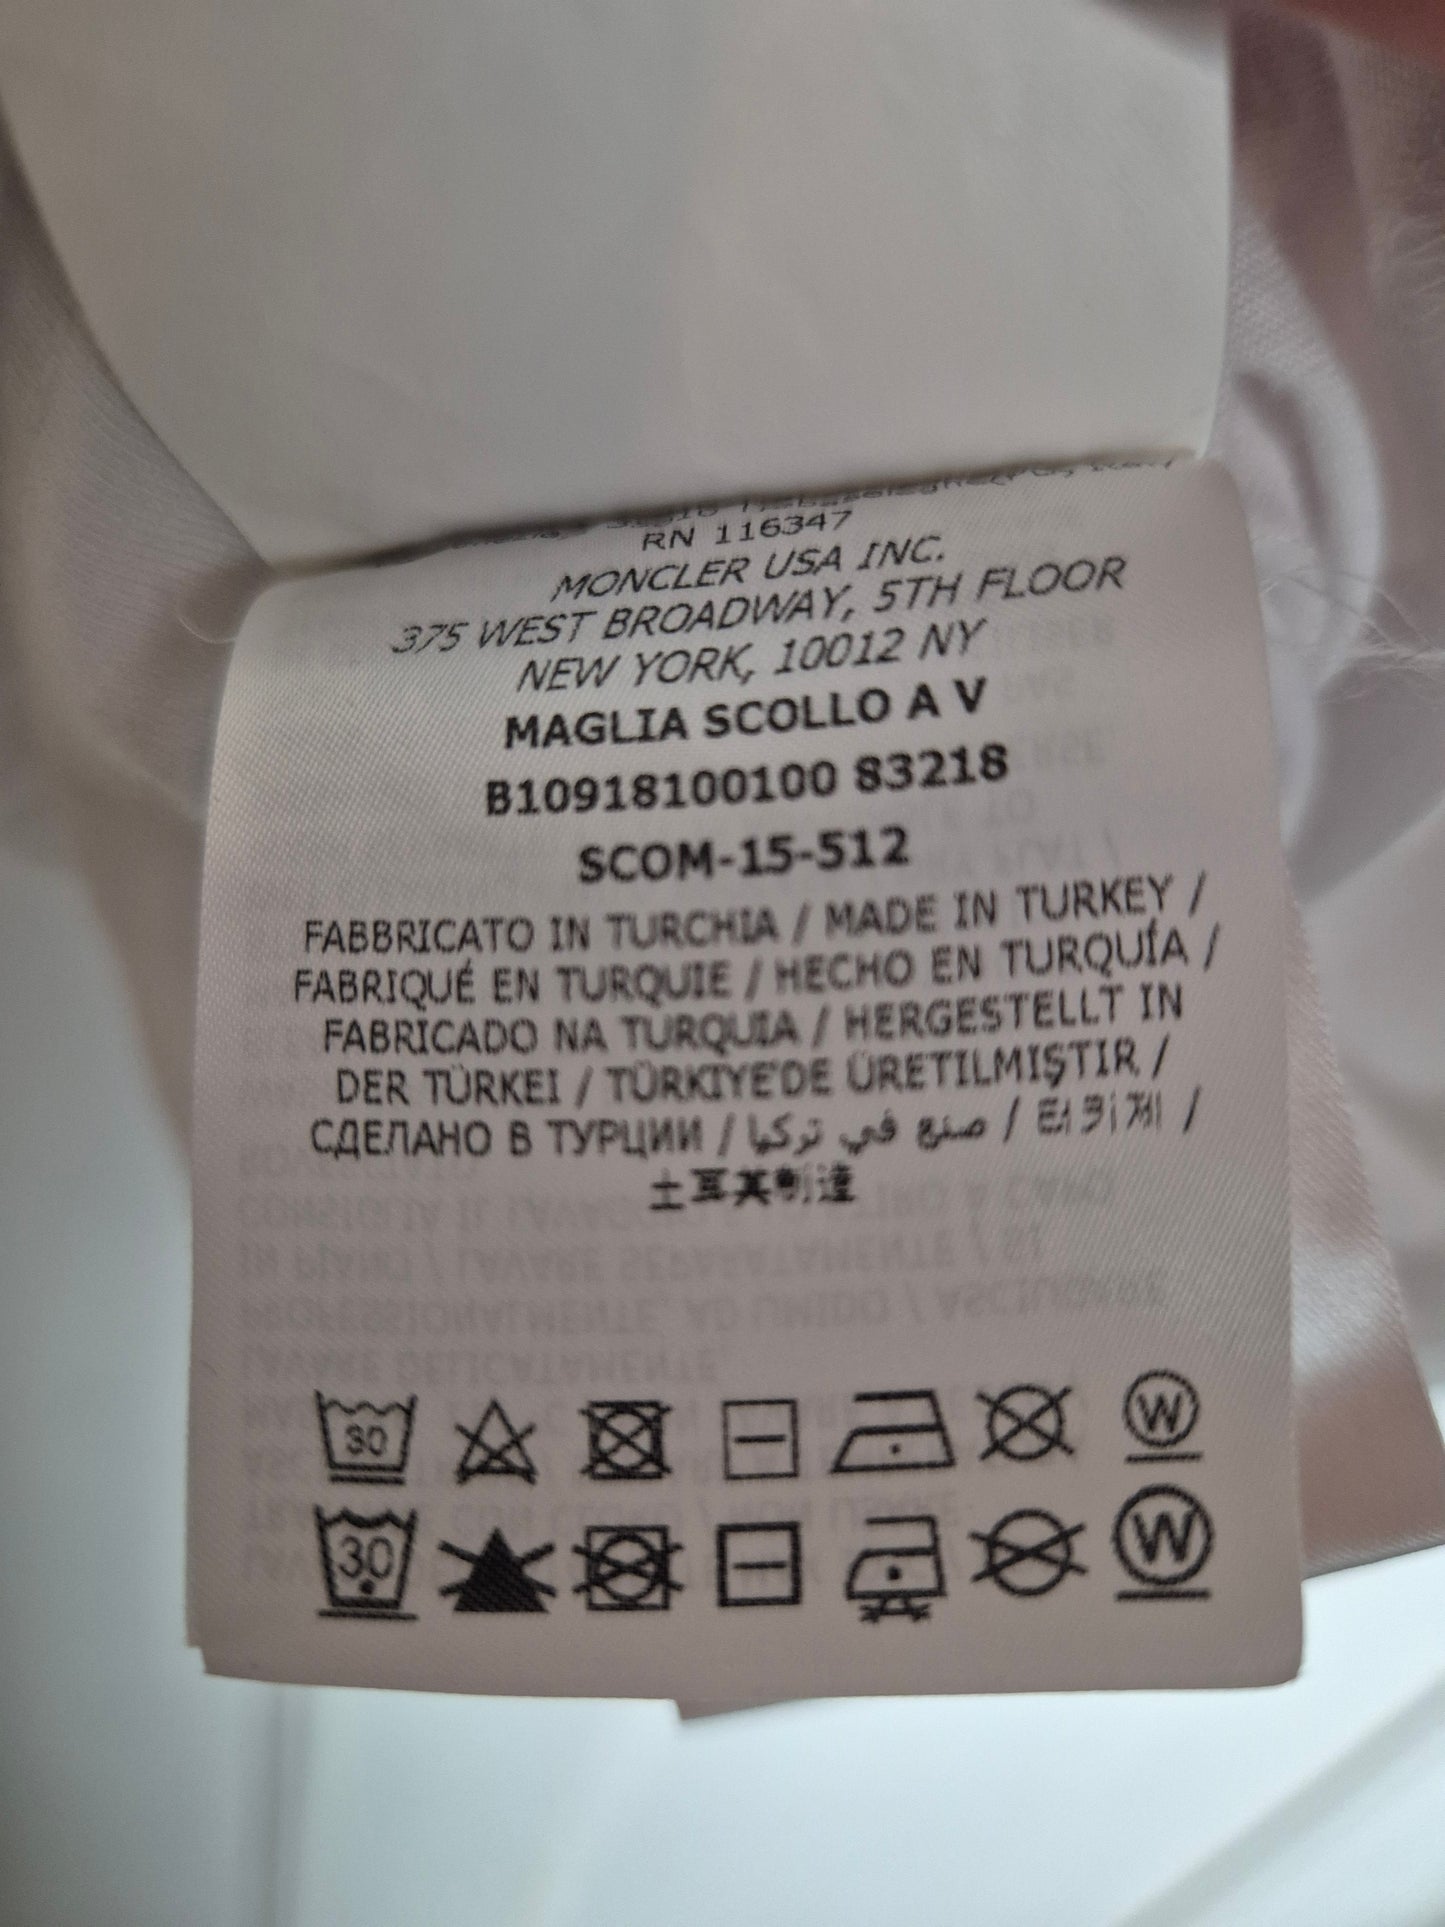 RN 116347
MONCLER USA INC.
375 WEST BROADWAY, 5TH FLOOR
NEW YORK, 10012 NY
MAGLIA SCOLLO A V
B10918100100 83218
SCOM-15-512
FABBRICATO IN TURCHIA / MADE IN TURKEY /
FABRIQUÉ EN TURQUIE / HECHO EN TURQUÍA /
FABRICADO NA TURQUIA / HERGESTELLT IN
DER TÜRKEI / TÜRKIYE'DE ÜRETILMIŞTIR /
СДЕЛАНО В ТУРЦИИ / صنع في تركيا / 터키제 /
土耳其制造
30 W
30 W